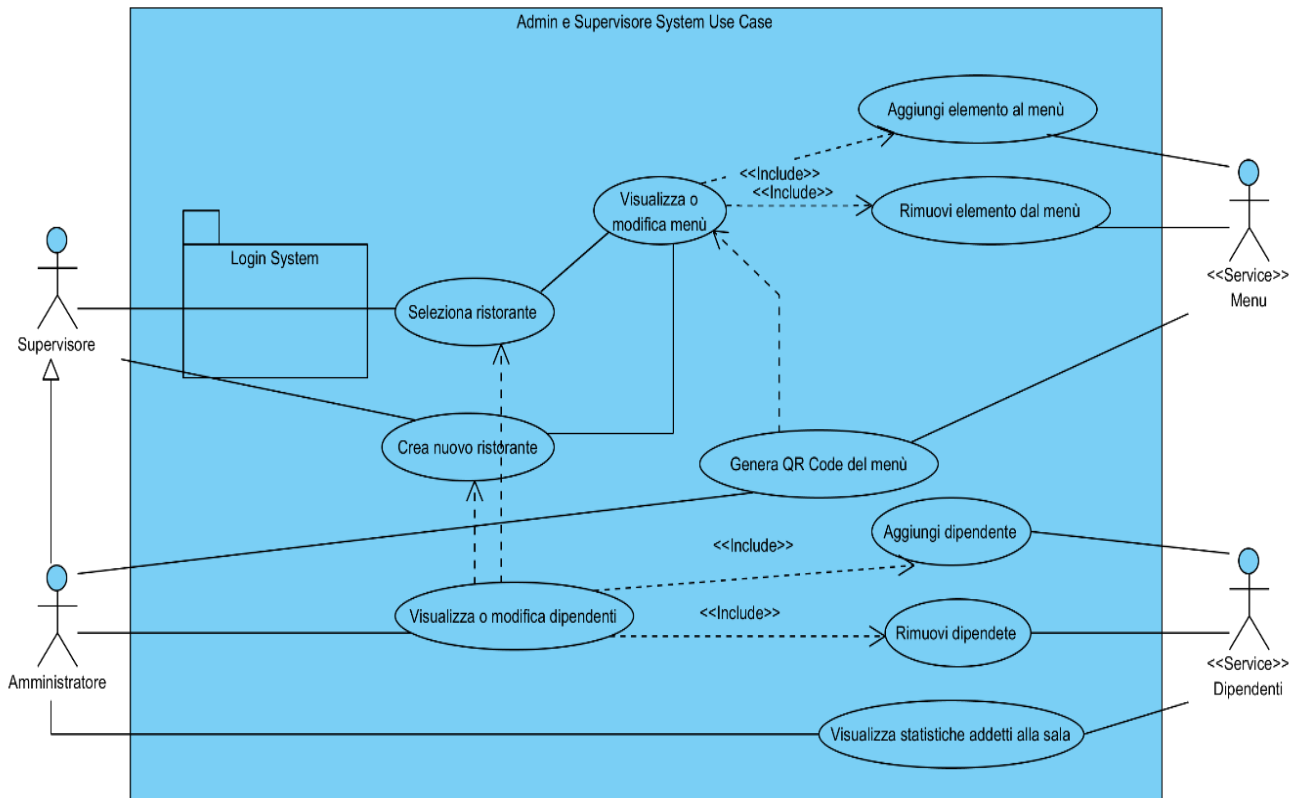 Admin e Supervisore System Use Case
Aggiungi elemento al menù
<<Include>>
<<Include>>
Visualizza o
modifica menù
Rimuovi elemento dal menù
<<Service>>
Menu
Login System
Seleziona ristorante
Supervisore
Crea nuovo ristorante
Genera QR Code del menù
Aggiungi dipendente
<<Include>>
Visualizza o modifica dipendenti
<<Include>>
Rimuovi dipendete
<<Service>>
Dipendenti
Amministratore
Visualizza statistiche addetti alla sala